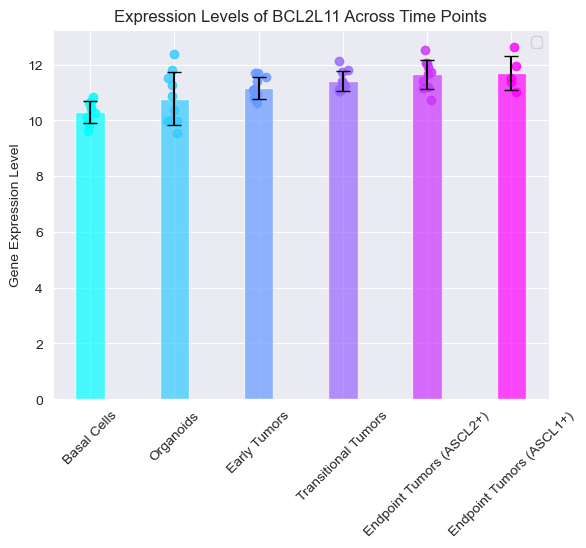 Expression Levels of BCL2L11 Across Time Points
Gene Expression Level
12
10
8
6
4
2
0
Basal Cells
Organoids
Early Tumors
Transitional Tumors
Endpoint Tumors (ASCL2+)
Endpoint Tumors (ASCL1+)